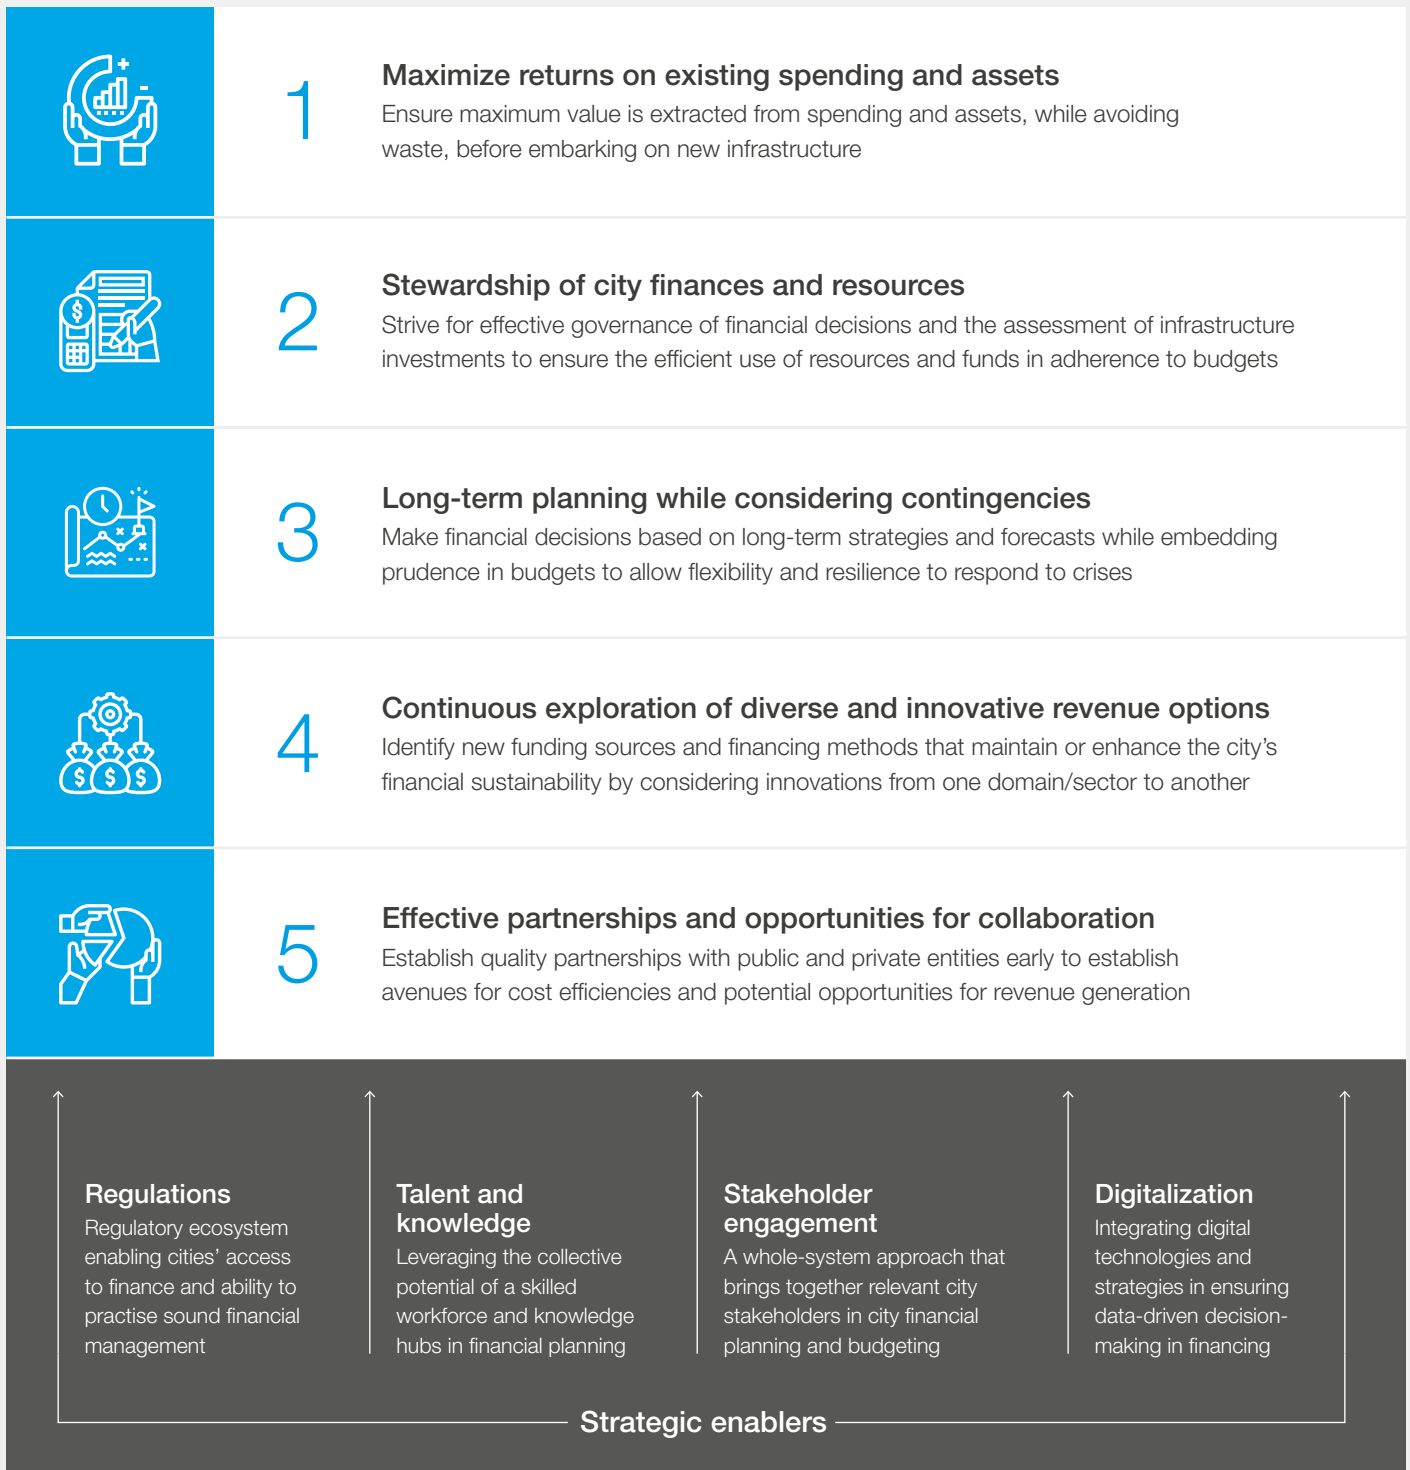 1
Maximize returns on existing spending and assets
Ensure maximum value is extracted from spending and assets, while avoiding
waste, before embarking on new infrastructure
2
Stewardship of city finances and resources
Strive for effective governance of financial decisions and the assessment of infrastructure
investments to ensure the efficient use of resources and funds in adherence to budgets
3
Long-term planning while considering contingencies
Make financial decisions based on long-term strategies and forecasts while embedding
prudence in budgets to allow flexibility and resilience to respond to crises
4
Continuous exploration of diverse and innovative revenue options
Identify new funding sources and financing methods that maintain or enhance the city’s
financial sustainability by considering innovations from one domain/sector to another
5
Effective partnerships and opportunities for collaboration
Establish quality partnerships with public and private entities early to establish
avenues for cost efficiencies and potential opportunities for revenue generation
Regulations
Regulatory ecosystem
enabling cities’ access
to finance and ability to
practise sound financial
management
Talent and
knowledge
Leveraging the collective
potential of a skilled
workforce and knowledge
hubs in financial planning
Stakeholder
engagement
A whole-system approach that
brings together relevant city
stakeholders in city financial
planning and budgeting
Digitalization
Integrating digital
technologies and
strategies in ensuring
data-driven decision-
making in financing
Strategic enablers